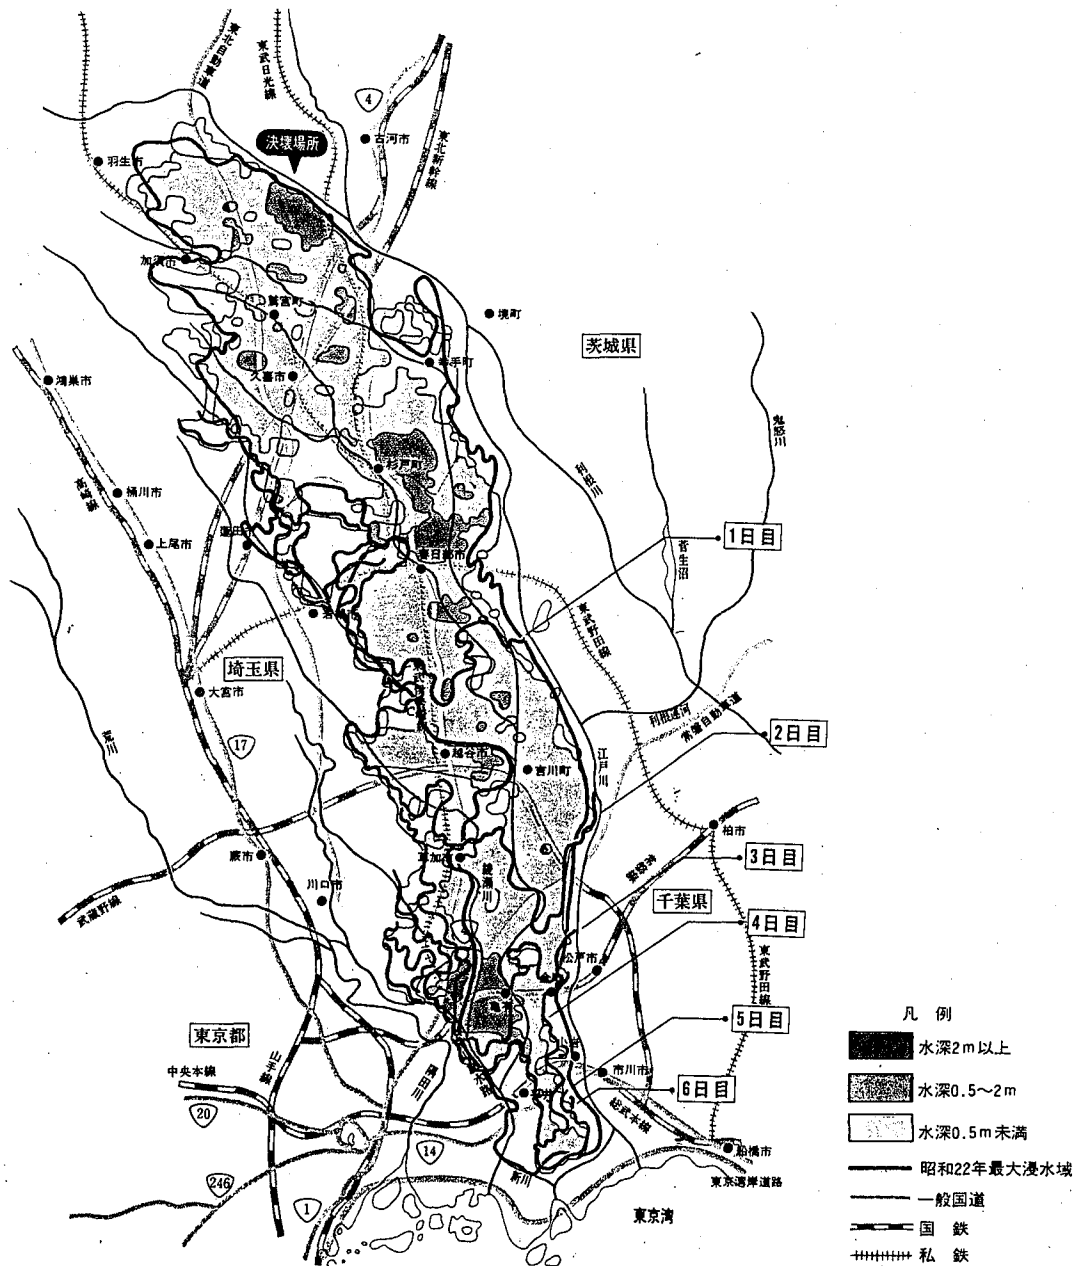 東北自動車道
東武日光線
4
古河市
決壊場所
東北新幹線
羽生市
加須市
鷲宮町
境町
茨城県
幸手町
久喜市
鴻巣市
鬼怒川
高崎線
杉戸町
利根川
桶川市
蓮田
1日目
上尾市
春日部市
菅生沼
東武野田線
埼玉県
大宮市
利根運河
常磐自動車道
2日目
荒川
17
越谷市
吉川町
江戸川
柏市
蕨市
草加市
3日目
綾瀬川
常磐線
川口市
武蔵野線
千葉県
4日目
松戸市
東武野田線
5日目
東京都
山手線
中央本線
隅田川
市川市
6日目
20
総武本線
14
船橋市
246
新川
東京湾岸道路
1
東京湾
凡例
水深2m以上
水深0.5~2m
水深0.5m未満
昭和22年最大浸水域
一般国道
国鉄
私鉄